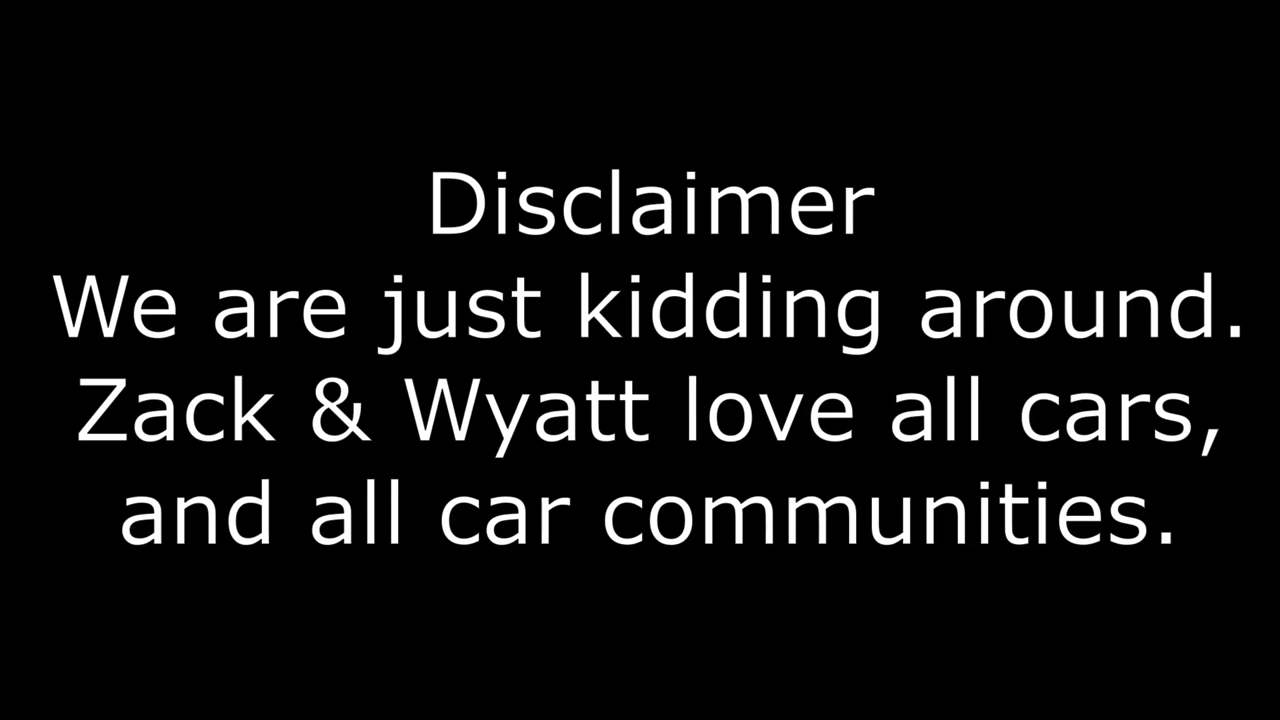 Disclaimer
We are just kidding around.
Zack & Wyatt love all cars,
and all car communities.